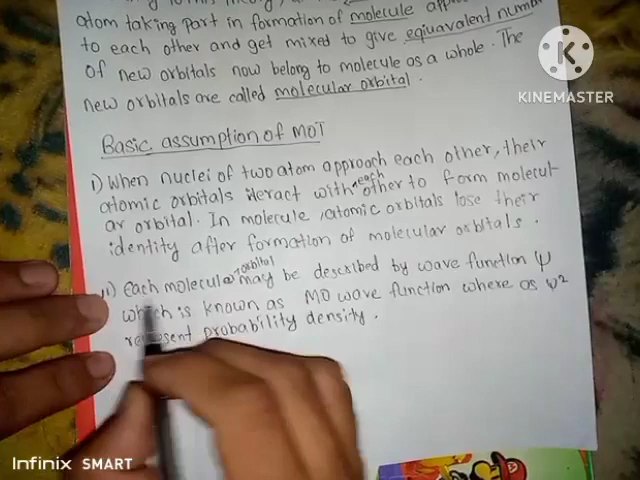 atom taking part in formation of molecule
to each other and get mixed to give equavalent num
of new orbitals now belong to molecule as a whole. The
new orbitals are called molecular orbital.
Basic assumption of MOT
i) When nuclei of two atom approach each other, their
atomic orbitals iteract with each other to form molecul
ar orbital. In molecule, atomic orbitals lose their
identity after formation of molecular orbitals.
ii) Each molecular orbital may be described by wave function ψ
which is known as MO wave function where as ψ2
represent probability density.
KINEMASTER
Infinix SMART